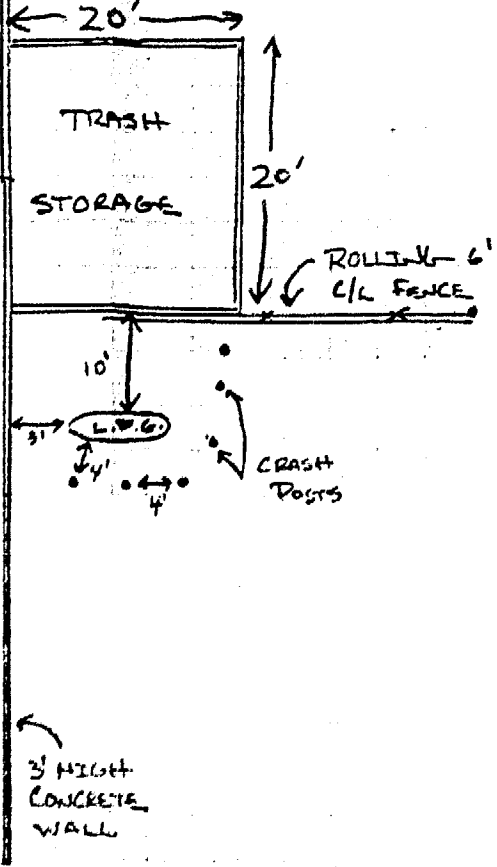 20'
TRASH
STORAGE
20'
ROLLING 6'
C/L FENCE
10'
3'
L.P.G.
4'
4'
CRASH
POSTS
3' HIGH
CONCRETE
WALL